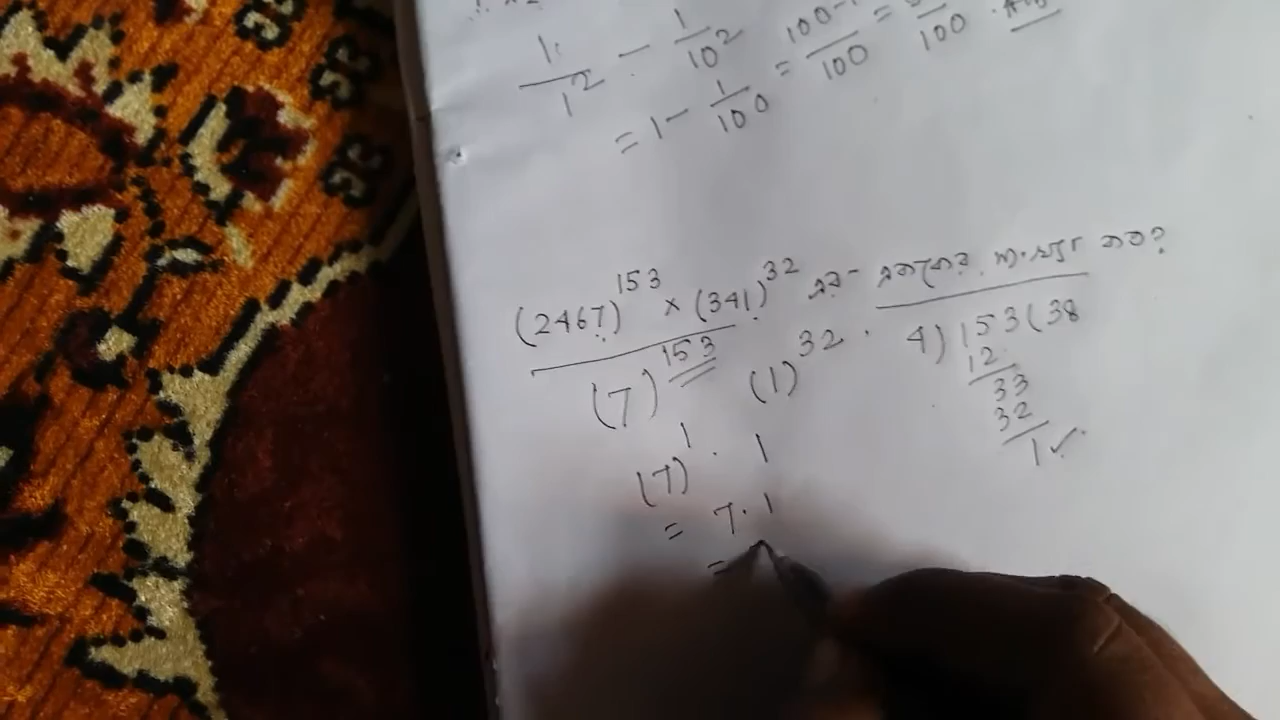 1/1² − 1/10²
= 1 − 1/100 = 100−1/100 = /100
(2467)^153 × (341)^32 এর- এককের কত?
(7)^153 (1)^32 .
4)153(38
12
33
32
1✓
(7)^1 . 1
= 7.1
=